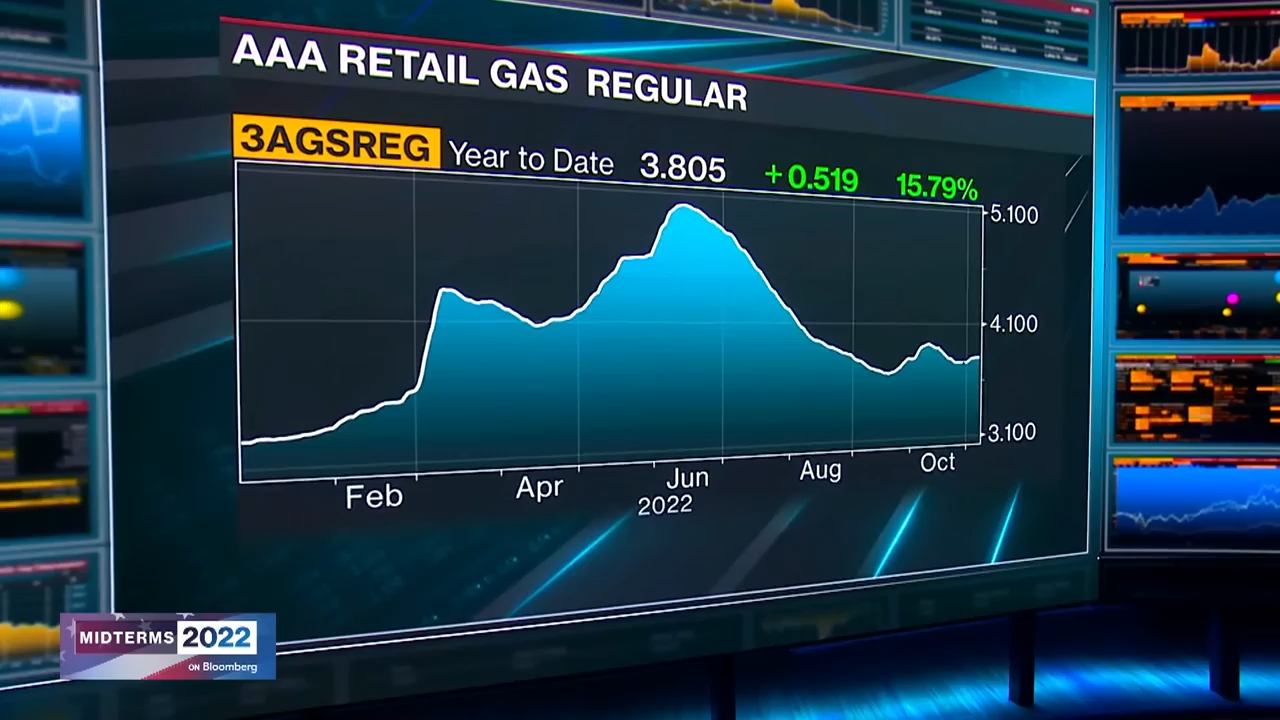 AAA RETAIL GAS REGULAR
3AGSREG Year to Date 3.805 +0.519 15.79%
5.100
4.100
3.100
Feb Apr Jun Aug Oct
2022
MIDTERMS 2022
ON Bloomberg